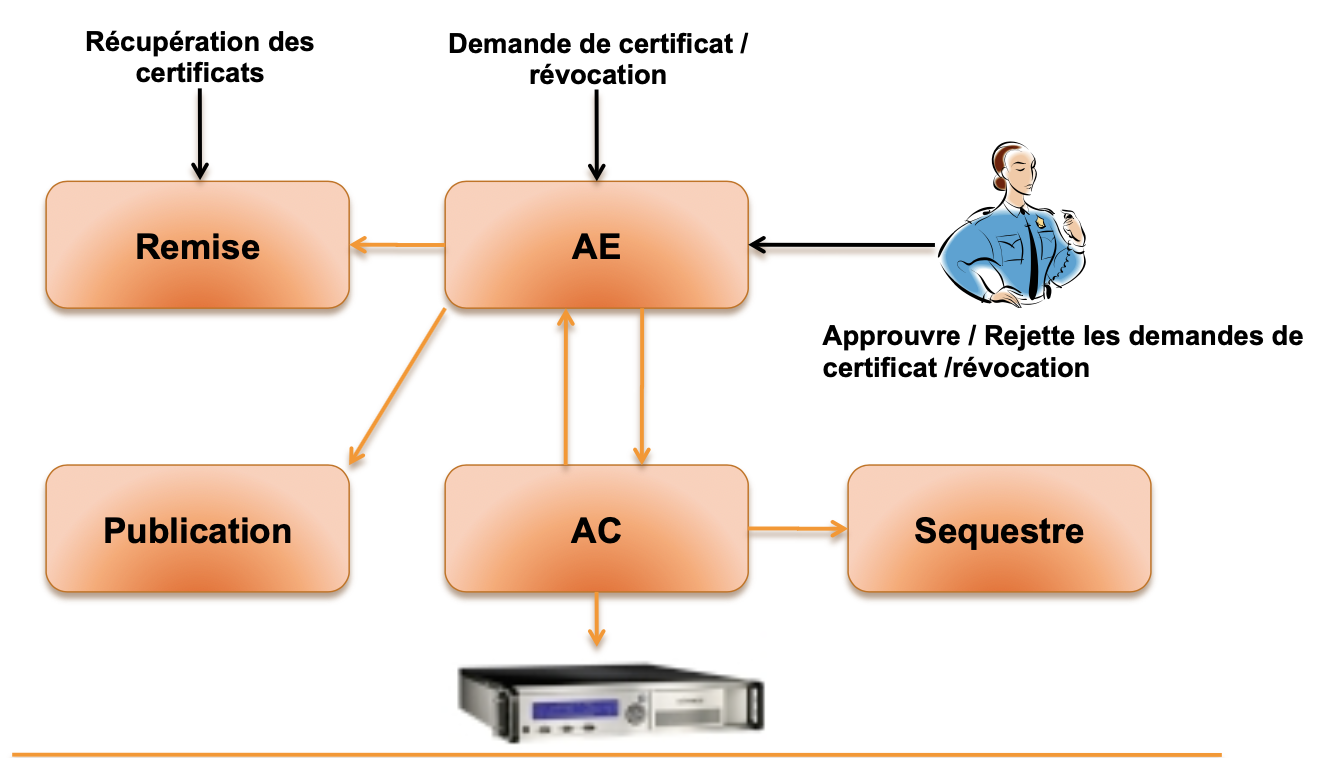 Récupération des
certificats
Demande de certificat /
révocation
Remise
AE
Approuvre / Rejette les demandes de
certificat /révocation
Publication
AC
Sequestre